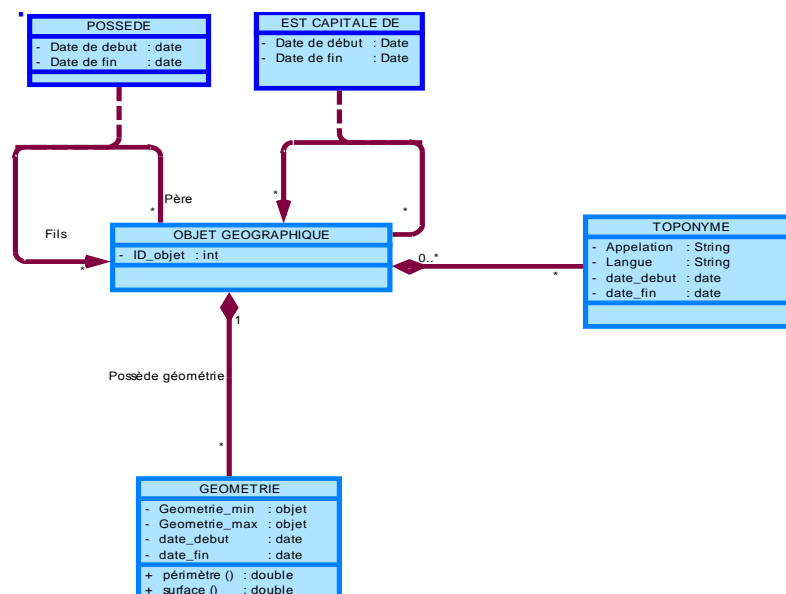 POSSEDE
- Date de debut : date
- Date de fin : date
EST CAPITALE DE
- Date de début : Date
- Date de fin : Date
Père
*
Fils
*
*
*
OBJET GEOGRAPHIQUE
- ID_objet : int
0..*
*
TOPONYME
- Appelation : String
- Langue : String
- date_debut : date
- date_fin : date
1
Possède géométrie
*
GEOMETRIE
- Geometrie_min : objet
- Geometrie_max : objet
- date_debut : date
- date_fin : date
+ périmètre () : double
+ surface () : double